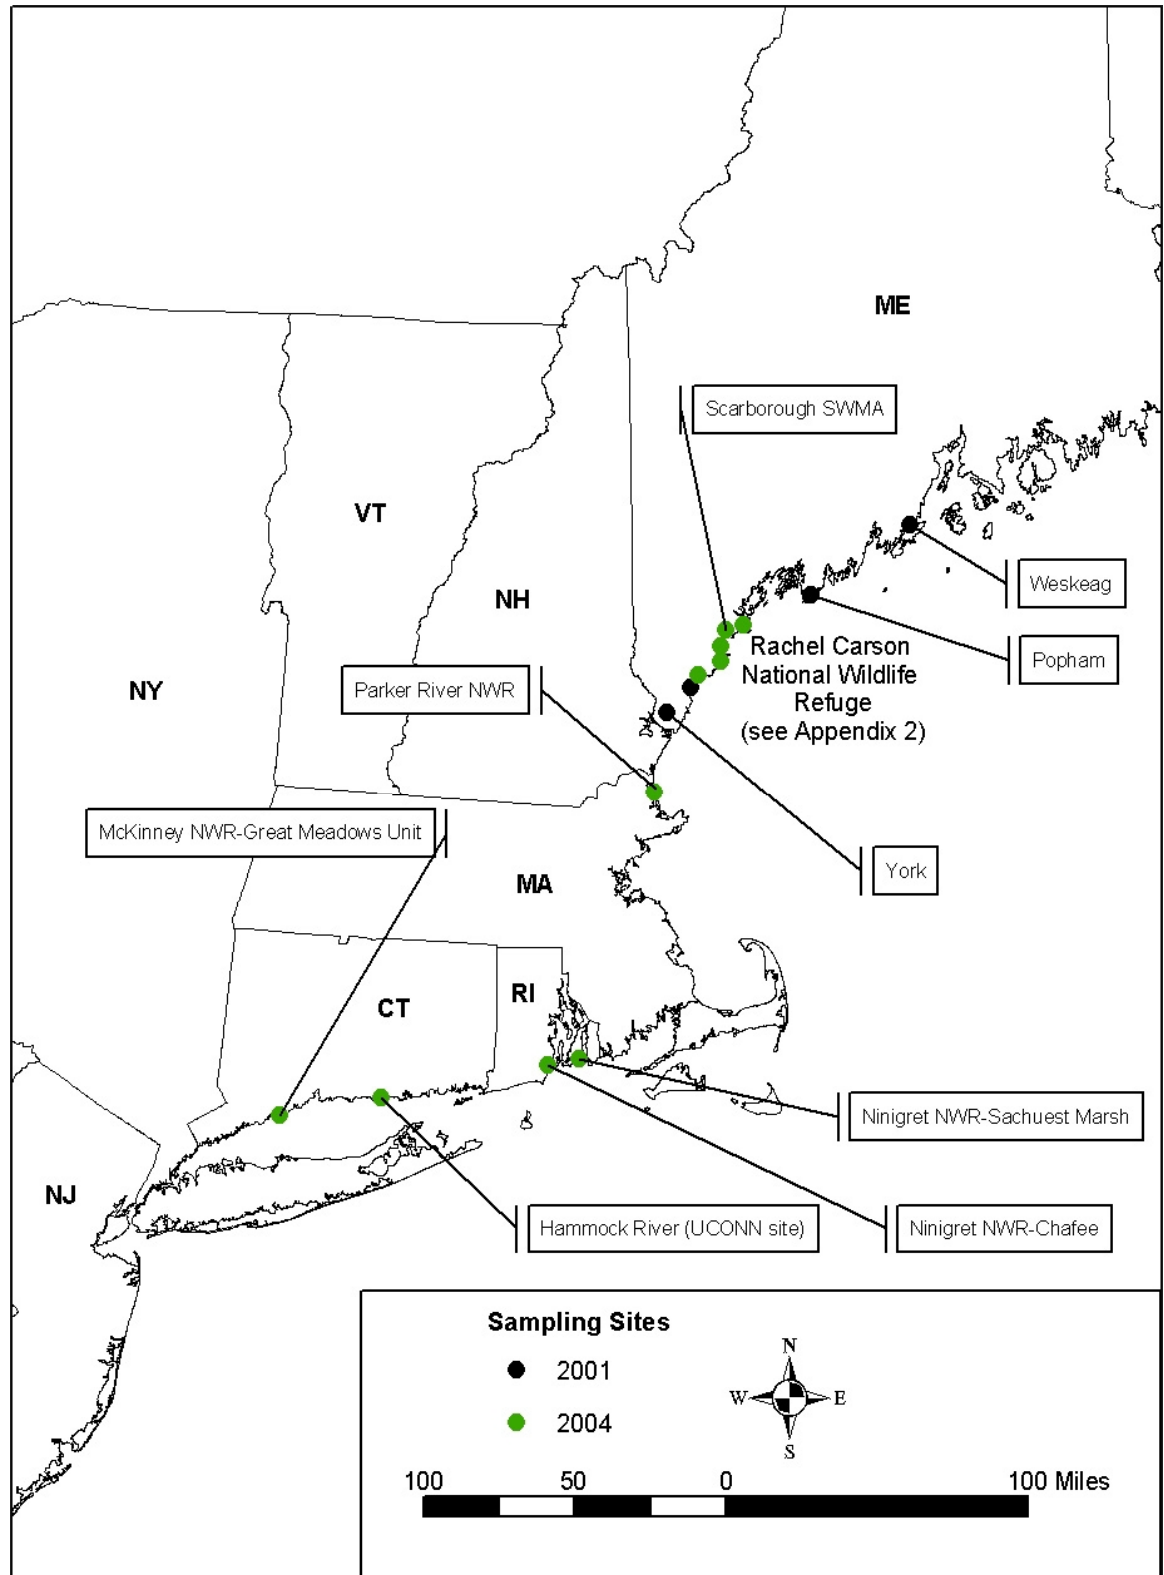 ME
Scarborough SWMA
VT
NH
Weskeag
Rachel Carson
National Wildlife
Refuge
(see Appendix 2)
Popham
NY
Parker River NWR
McKinney NWR-Great Meadows Unit
York
MA
RI
CT
Ninigret NWR-Sachuest Marsh
NJ
Hammock River (UCONN site)
Ninigret NWR-Chafee
Sampling Sites
2001
2004
N
W E
S
100 50 0 100 Miles